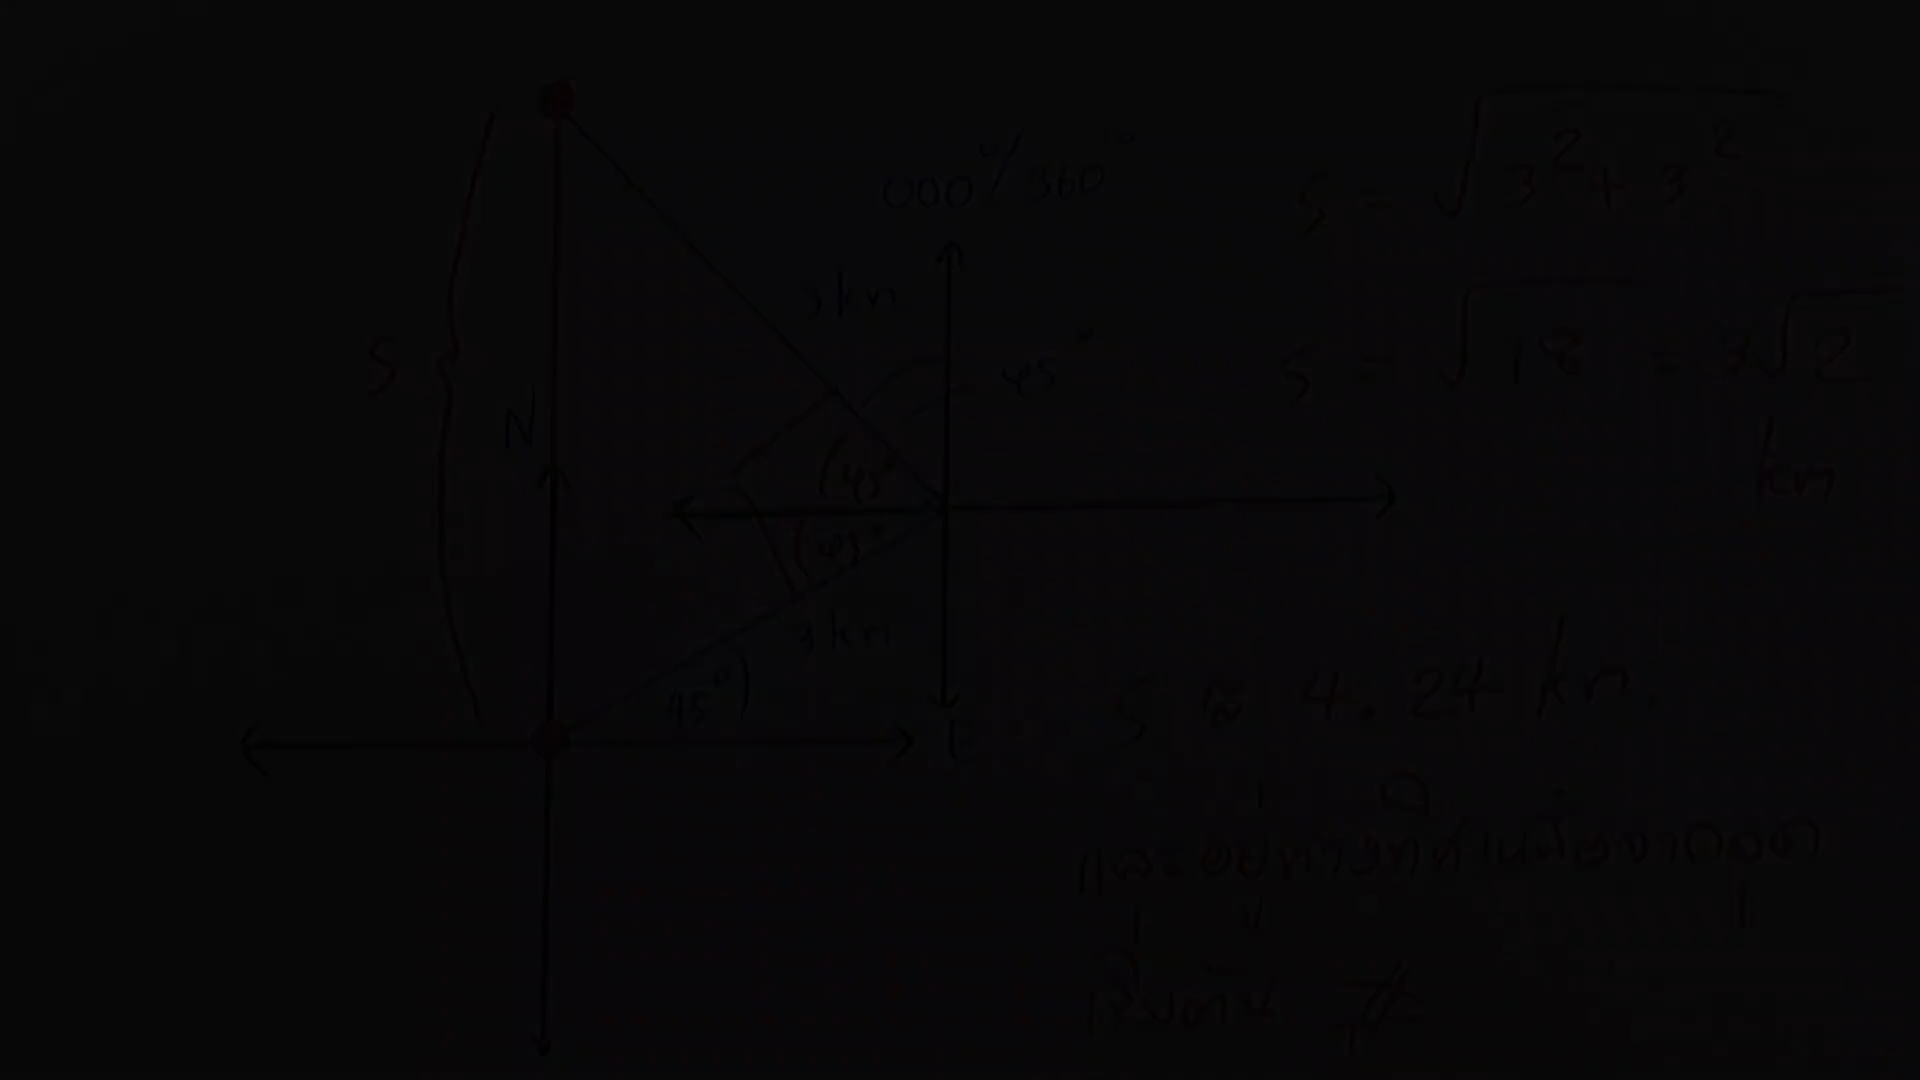 000°/360°
S = √3² + 3²
3 km
S
45°
S = √18 = 3√2
km
N
45°
45°
3 km
45°
E
S ≈ 4.24 km.
และอยู่ทางทิศเหนือจากจุด
เริ่มต้น